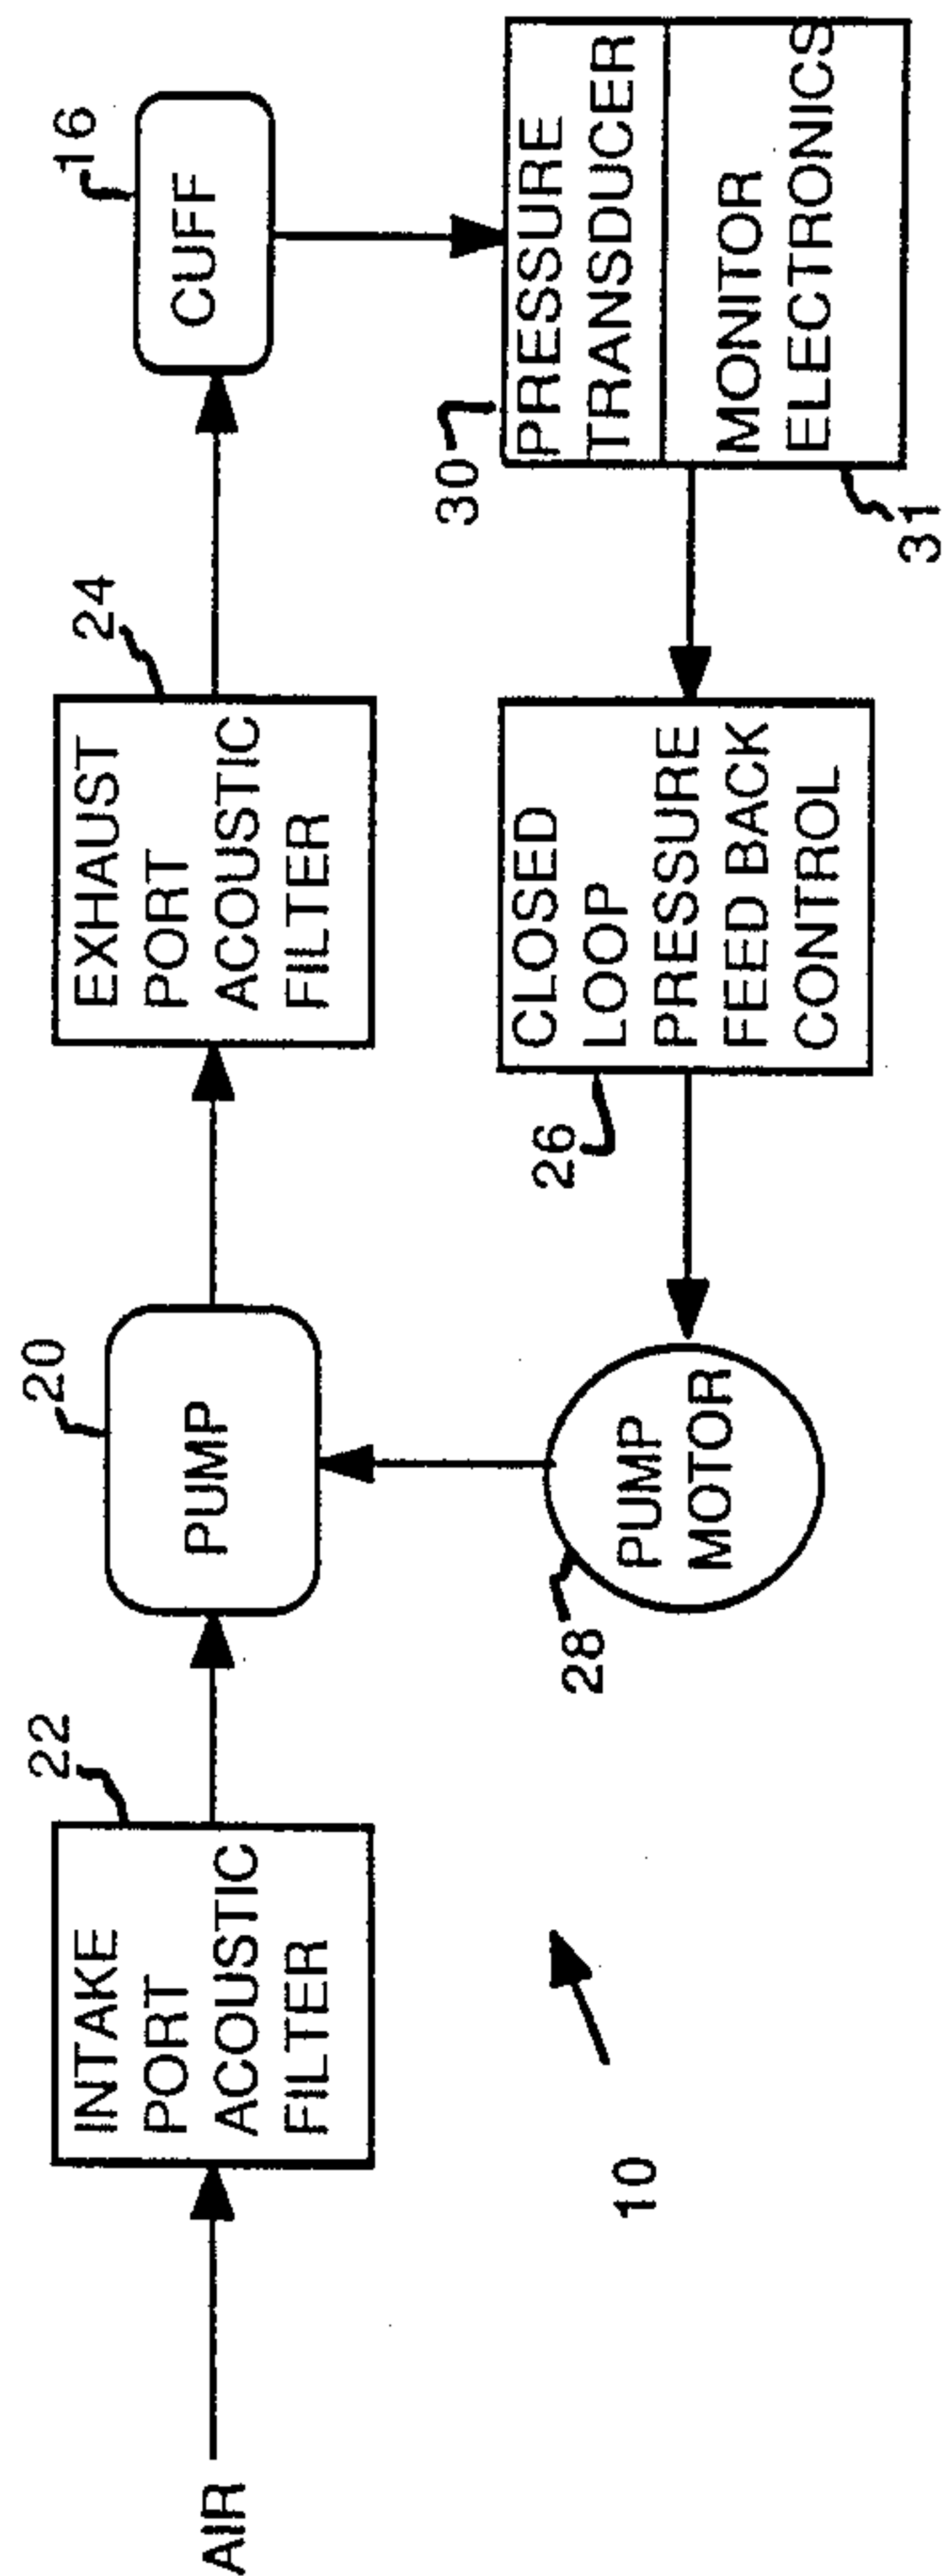 AIR
INTAKE
PORT
ACOUSTIC
FILTER
22
PUMP
20
EXHAUST
PORT
ACOUSTIC
FILTER
24
CUFF
16
PRESSURE
TRANSDUCER
30
MONITOR
ELECTRONICS
31
CLOSED
LOOP
PRESSURE
FEED BACK
CONTROL
26
PUMP
MOTOR
28
10